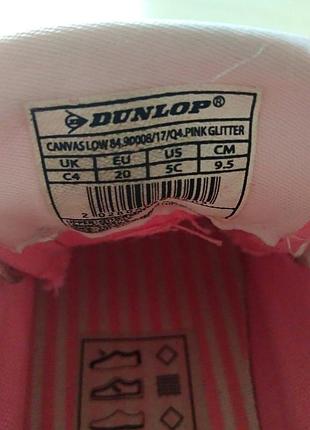 DUNLOP®
CANVAS LOW 84.90008/17/Q4.PINK GLITTER
UK EU US CM
C4 20 5C 9.5